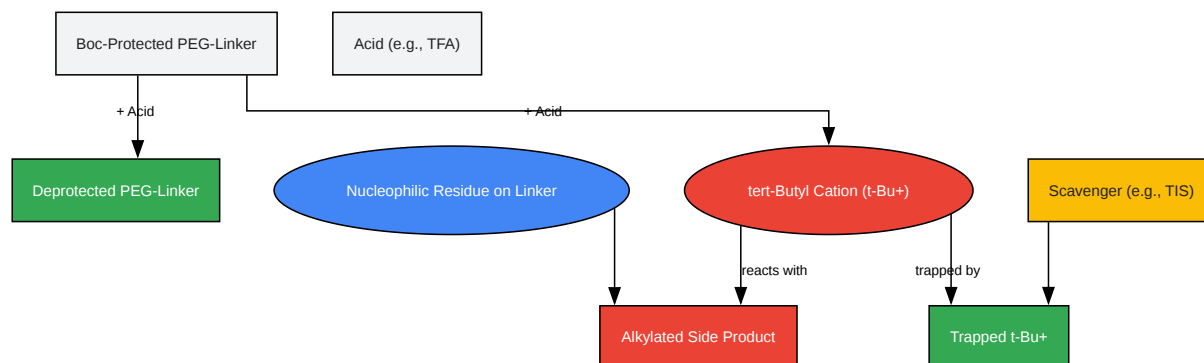 Boc-Protected PEG-Linker
Acid (e.g., TFA)
+ Acid
+ Acid
Deprotected PEG-Linker
Nucleophilic Residue on Linker
tert-Butyl Cation (t-Bu+)
Scavenger (e.g., TIS)
reacts with
trapped by
Alkylated Side Product
Trapped t-Bu+